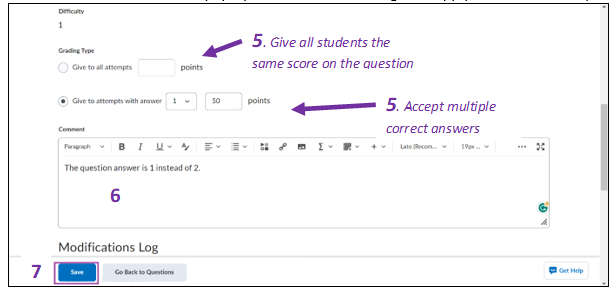 Difficulty
1
Grading Type
5. Give all students the
same score on the question
Give to all attempts points
Give to attempts with answer 1 50 points
5. Accept multiple
correct answers
Comment
Paragraph B I U Lato (Recom... 19px ...
The question answer is 1 instead of 2.
6
Modifications Log
7 Save Go Back to Questions Get Help